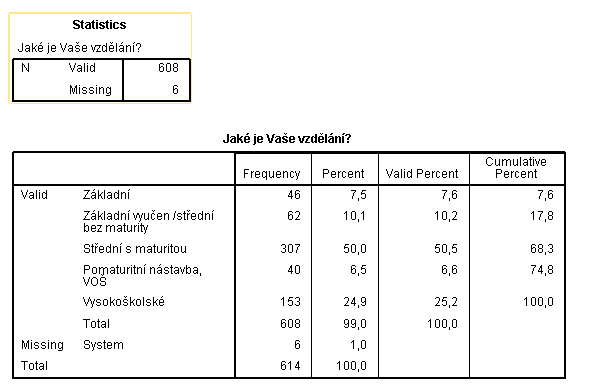 Statistics
Jaké je Vaše vzdělání?
N Valid 608
Missing 6
Jaké je Vaše vzdělání?
Frequency Percent Valid Percent Cumulative Percent
Valid Základní 46 7,5 7,6 7,6
Základní vyučen /střední bez maturity 62 10,1 10,2 17,8
Střední s maturitou 307 50,0 50,5 68,3
Pomaturitní nástavba, VOŠ 40 6,5 6,6 74,8
Vysokoškolské 153 24,9 25,2 100,0
Total 608 99,0 100,0
Missing System 6 1,0
Total 614 100,0